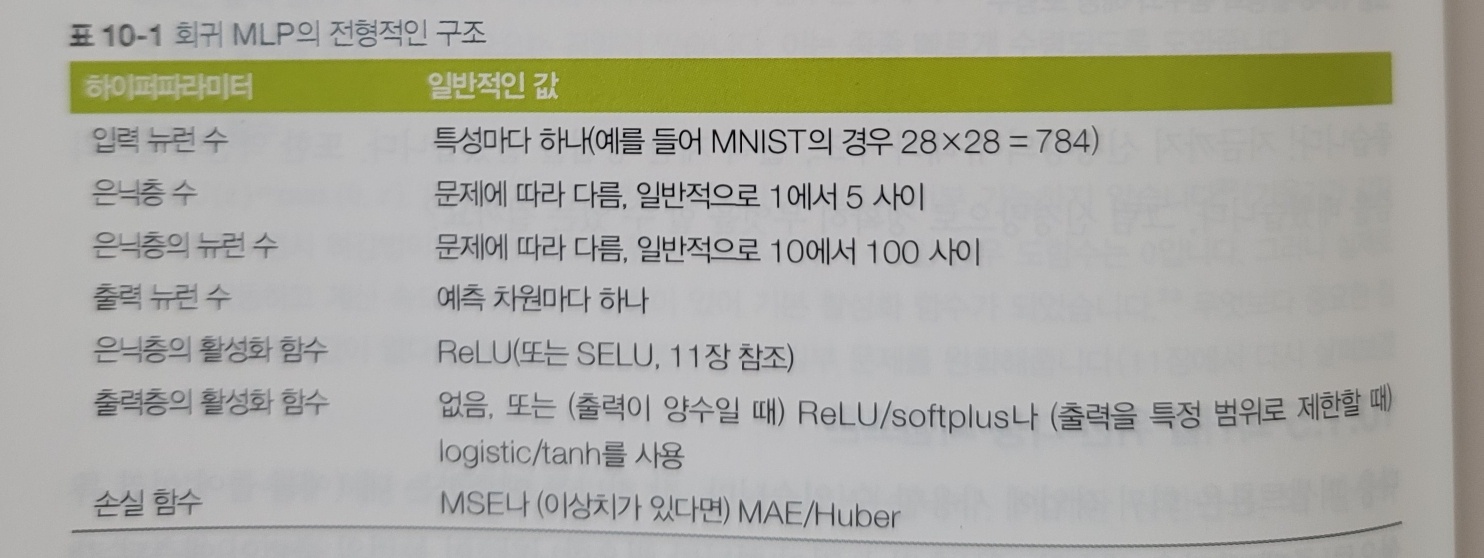 표 10-1 회귀 MLP의 전형적인 구조
하이퍼파라미터 일반적인 값
입력 뉴런 수 특성마다 하나(예를 들어 MNIST의 경우 28×28 = 784)
은닉층 수 문제에 따라 다름, 일반적으로 1에서 5 사이
은닉층의 뉴런 수 문제에 따라 다름, 일반적으로 10에서 100 사이
출력 뉴런 수 예측 차원마다 하나
은닉층의 활성화 함수 ReLU(또는 SELU, 11장 참조)
출력층의 활성화 함수 없음, 또는 (출력이 양수일 때) ReLU/softplus나 (출력을 특정 범위로 제한할 때)
logistic/tanh를 사용
손실 함수 MSE나 (이상치가 있다면) MAE/Huber